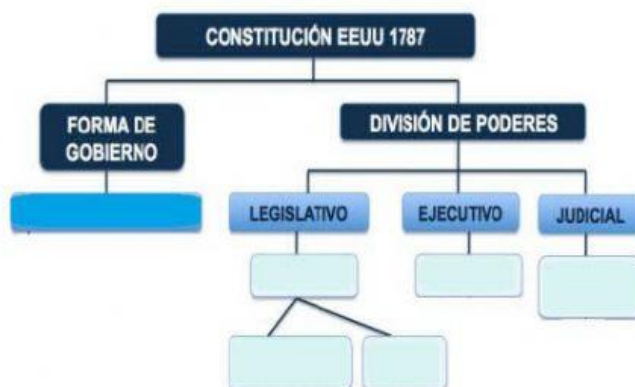 CONSTITUCIÓN EEUU 1787
FORMA DE
GOBIERNO
DIVISIÓN DE PODERES
LEGISLATIVO
EJECUTIVO
JUDICIAL